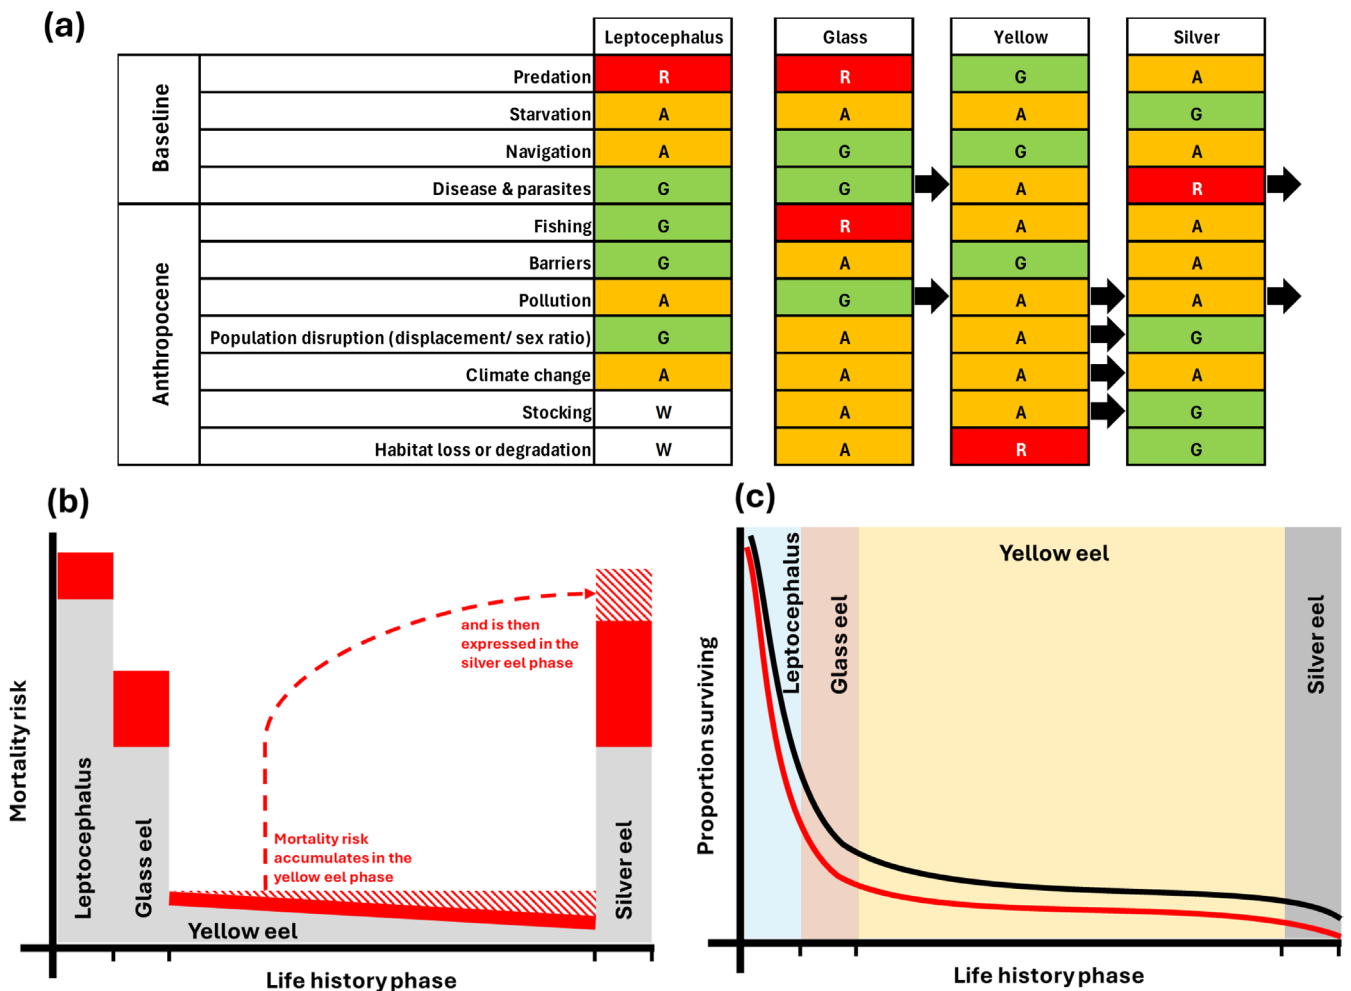 (a)
Leptocephalus Glass Yellow Silver
Baseline
Predation R R G A
Starvation A A A G
Navigation A G G A
Disease & parasites G G A R
Anthropocene
Fishing G R A A
Barriers G A G A
Pollution A G A A
Population disruption (displacement/ sex ratio) G A A G
Climate change A A A A
Stocking W A A G
Habitat loss or degradation W A R G
(b)
Mortality risk
Leptocephalus
Glass eel
Yellow eel
Silver eel
Mortality risk
accumulates in the
yellow eel phase
and is then
expressed in the
silver eel phase
Life history phase
(c)
Proportion surviving
Leptocephalus
Glass eel
Yellow eel
Silver eel
Life history phase